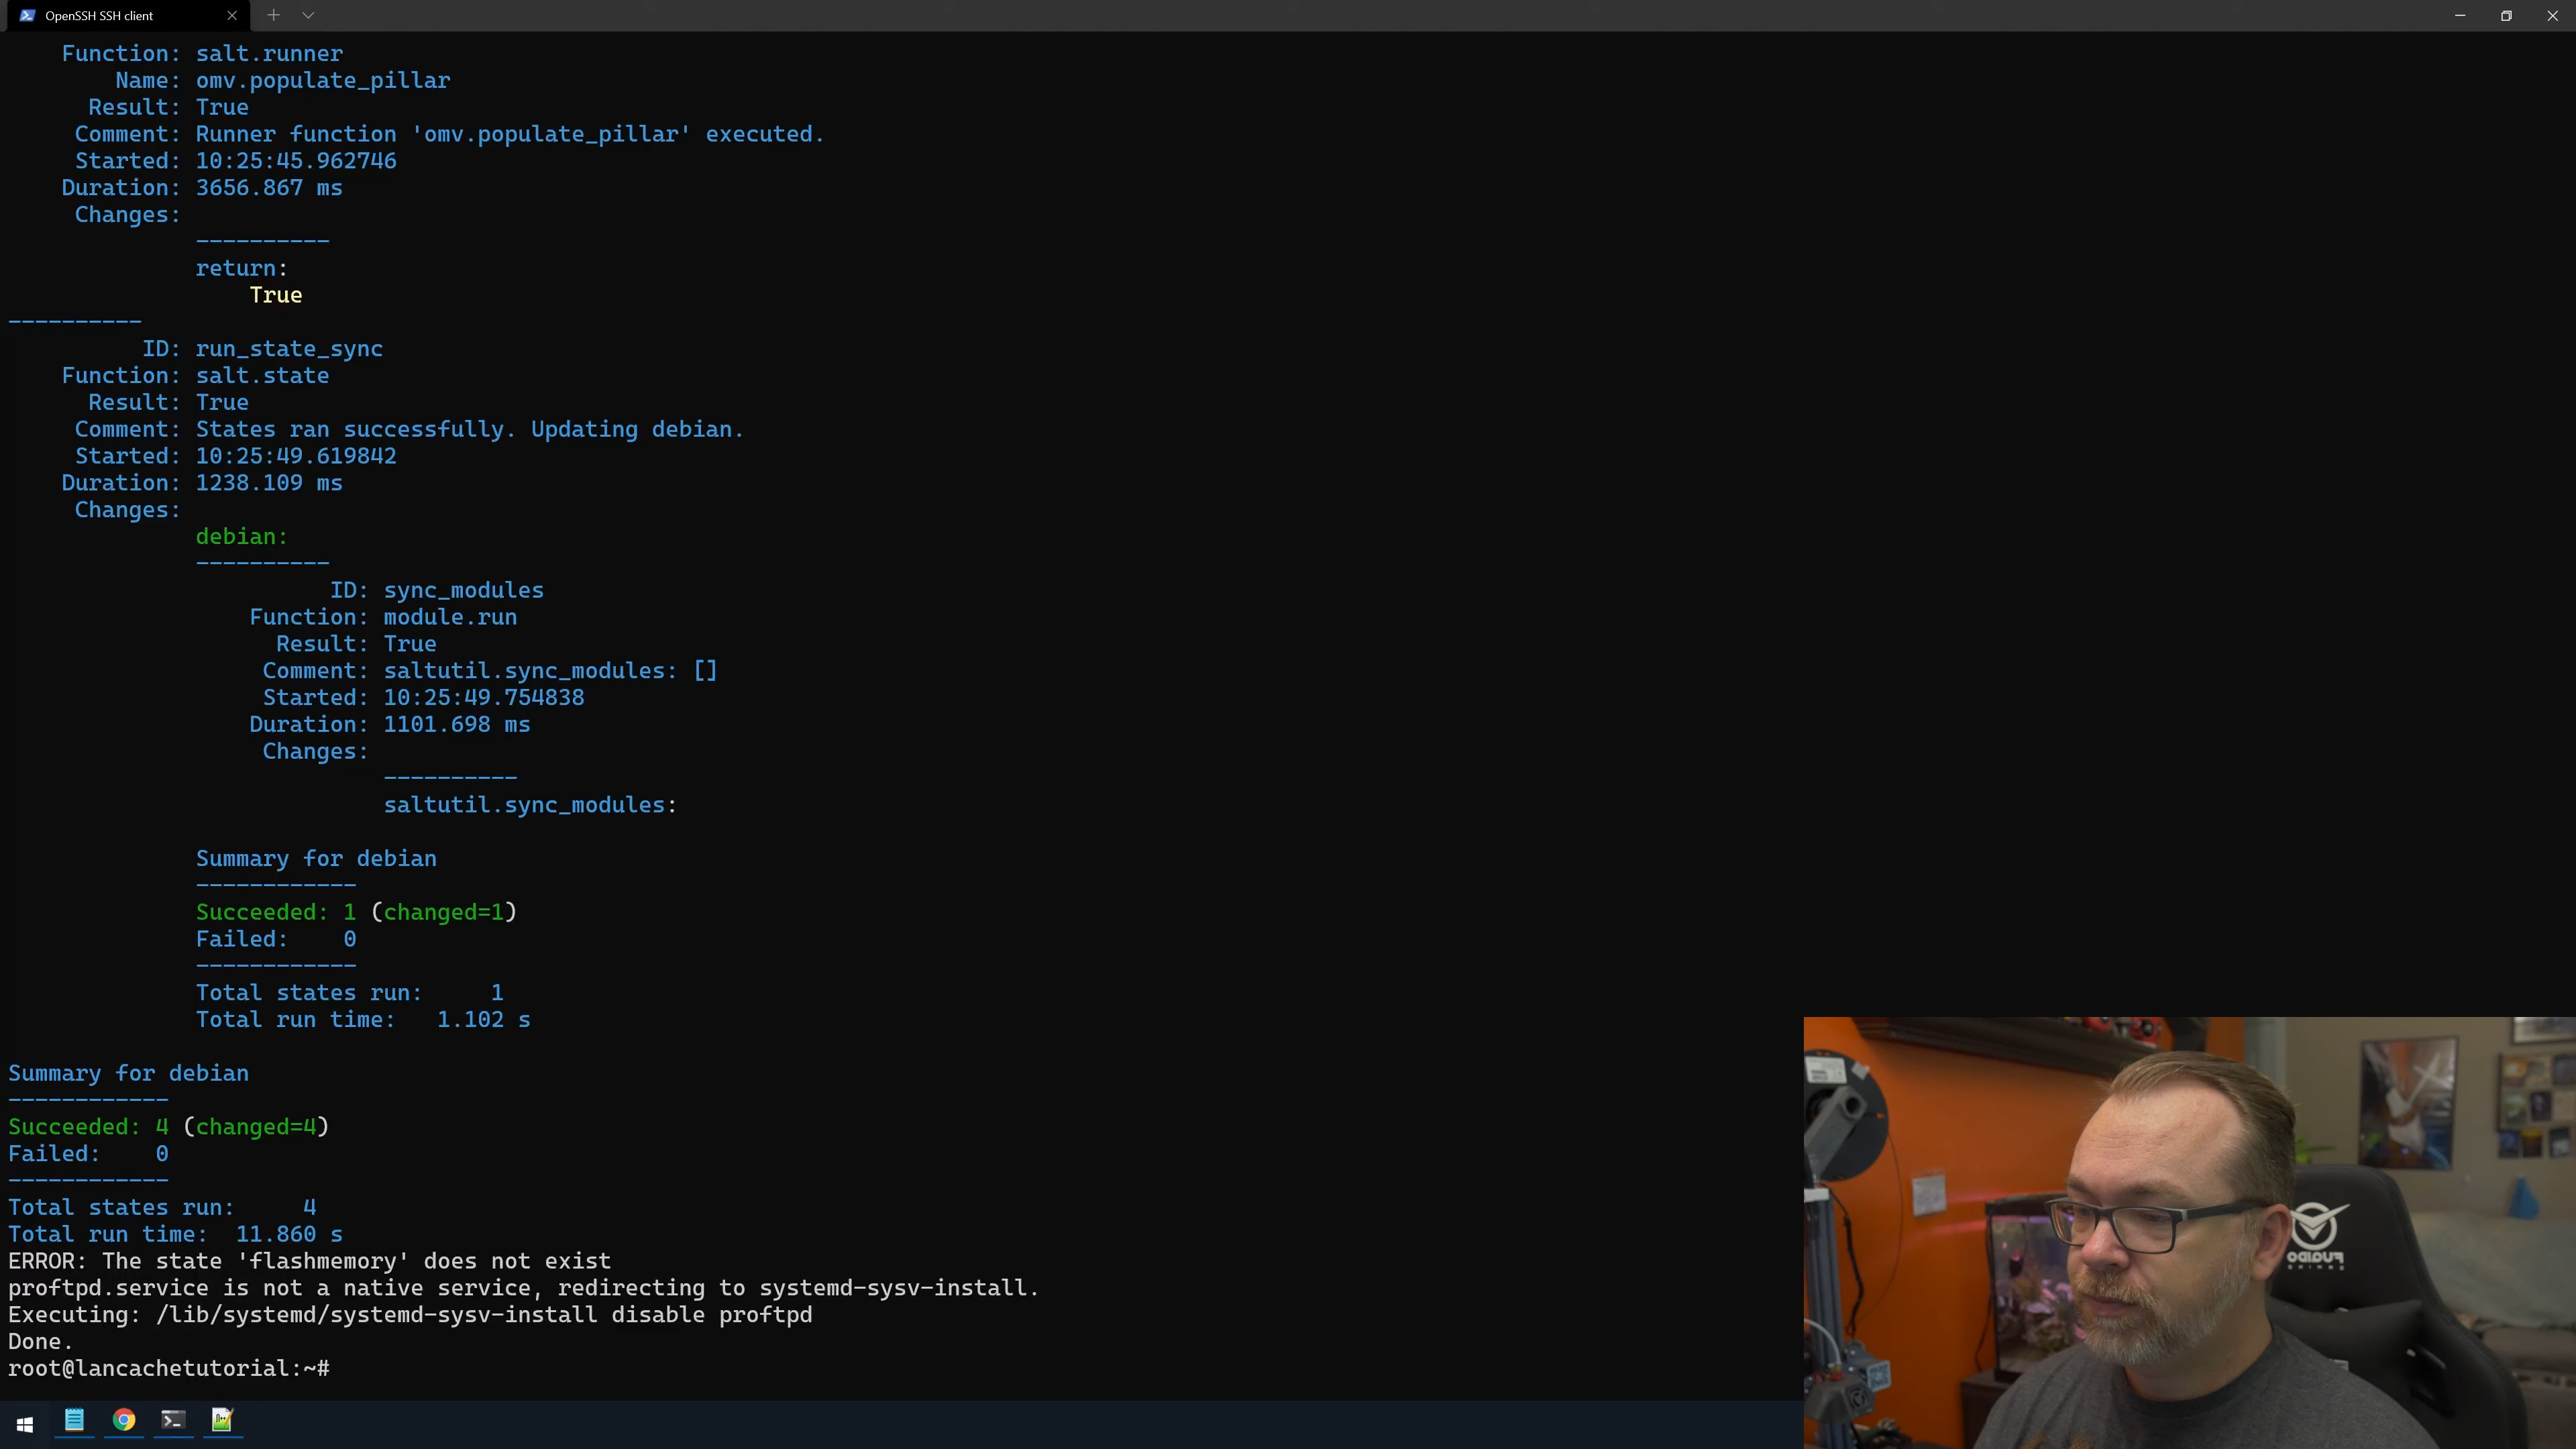 OpenSSH SSH client
Function: salt.runner
Name: omv.populate_pillar
Result: True
Comment: Runner function 'omv.populate_pillar' executed.
Started: 10:25:45.962746
Duration: 3656.867 ms
Changes:
----------
return:
True
----------
ID: run_state_sync
Function: salt.state
Result: True
Comment: States ran successfully. Updating debian.
Started: 10:25:49.619842
Duration: 1238.109 ms
Changes:
debian:
----------
ID: sync_modules
Function: module.run
Result: True
Comment: saltutil.sync_modules: []
Started: 10:25:49.754838
Duration: 1101.698 ms
Changes:
----------
saltutil.sync_modules:
Summary for debian
------------
Succeeded: 1 (changed=1)
Failed: 0
------------
Total states run: 1
Total run time: 1.102 s
Summary for debian
------------
Succeeded: 4 (changed=4)
Failed: 0
------------
Total states run: 4
Total run time: 11.860 s
ERROR: The state 'flashmemory' does not exist
proftpd.service is not a native service, redirecting to systemd-sysv-install.
Executing: /lib/systemd/systemd-sysv-install disable proftpd
Done.
root@lancachetutorial:~#